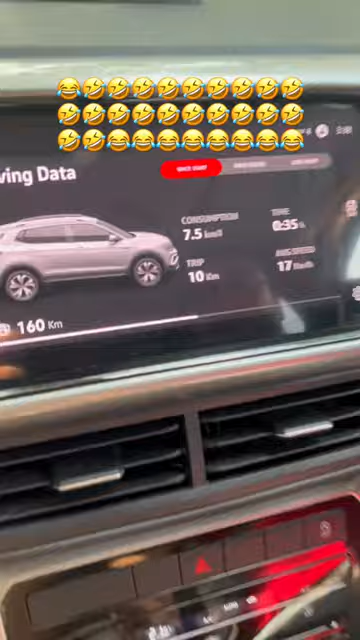 😂🤣🤣🤣🤣🤣🤣🤣🤣🤣
🤣🤣🤣🤣🤣🤣🤣🤣🤣🤣
🤣🤣😂😂😂😂😂😂😂😂
ving Data
SINCE START
CONSUMPTION
TIME
7.5 km/l
0:35 h
TRIP
AVG. SPEED
10 Km
17 Km/h
160 Km